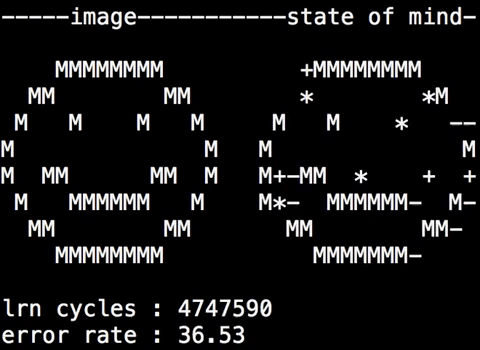 -----image-----------state of mind-
    MMMMMMMM          +MMMMMMMM
  MM        MM        *        *M
 M   M    M   M     M   M    *   --
M              M   M              M
M  MM      MM  M   M+-MM  *    +  +
 M   MMMMMM   M    M*-  MMMMMM-  M-
  MM        MM       MM        MM-
    MMMMMMMM           MMMMMMM-
lrn cycles : 4747590
error rate : 36.53